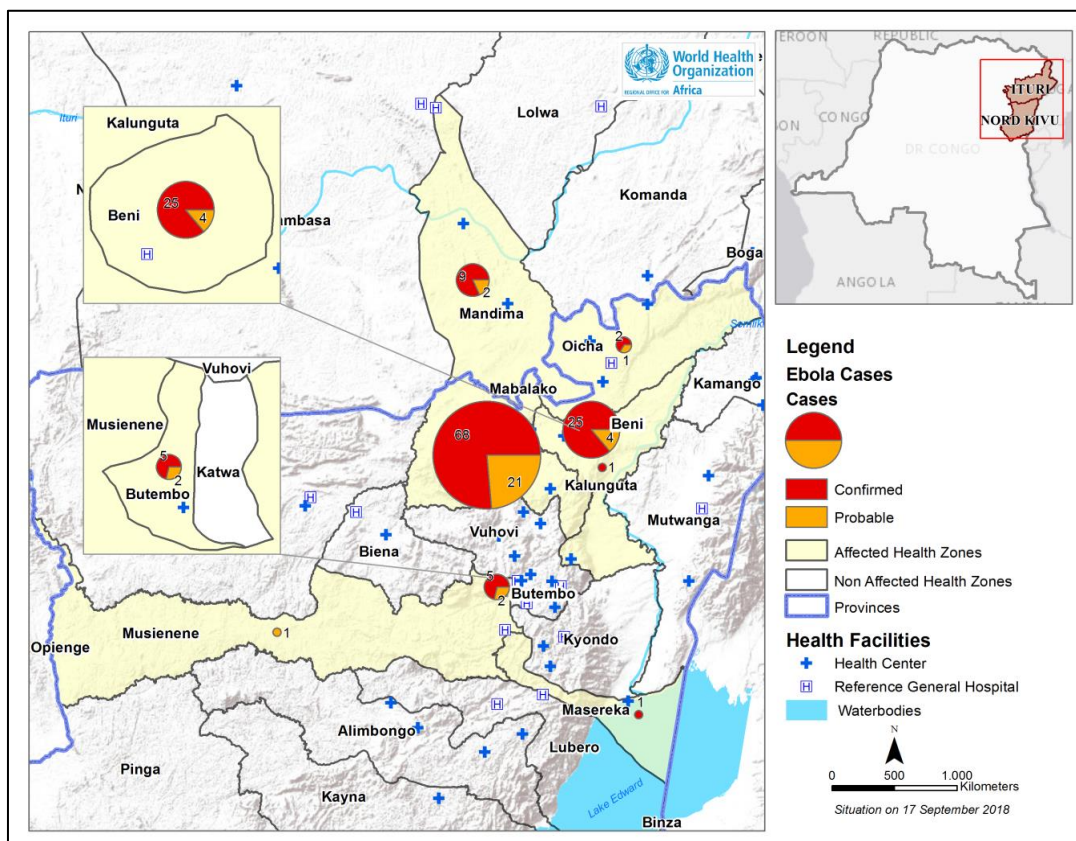 World Health
Organization
REGIONAL OFFICE FOR Africa
Lolwa
Ituri
Kalunguta
25
4
Beni
H
ambasa
Komanda
Boga
9
2
Mandima
2
Oicha
1
H
Mabalako
Kamango
68
21
25
4
Beni
1
Kalunguta
Vuhovi
Musienene
5
2
Katwa
Butembo
Mutwanga
Vuhovi
Biena
5
2
Butembo
Musienene
1
Opienge
Kyondo
1
Masereka
Alimbongo
Lubero
Pinga
Kayna
Lake Edward
Binza
EROON
REPUBLIC
AFRICA
ITURI
NORD KIVU
CONGO
DR CONGO
ANGOLA
Legend
Ebola Cases
Cases
Confirmed
Probable
Affected Health Zones
Non Affected Health Zones
Provinces
Health Facilities
Health Center
H Reference General Hospital
Waterbodies
N
0 500 1.000
Kilometers
Situation on 17 September 2018